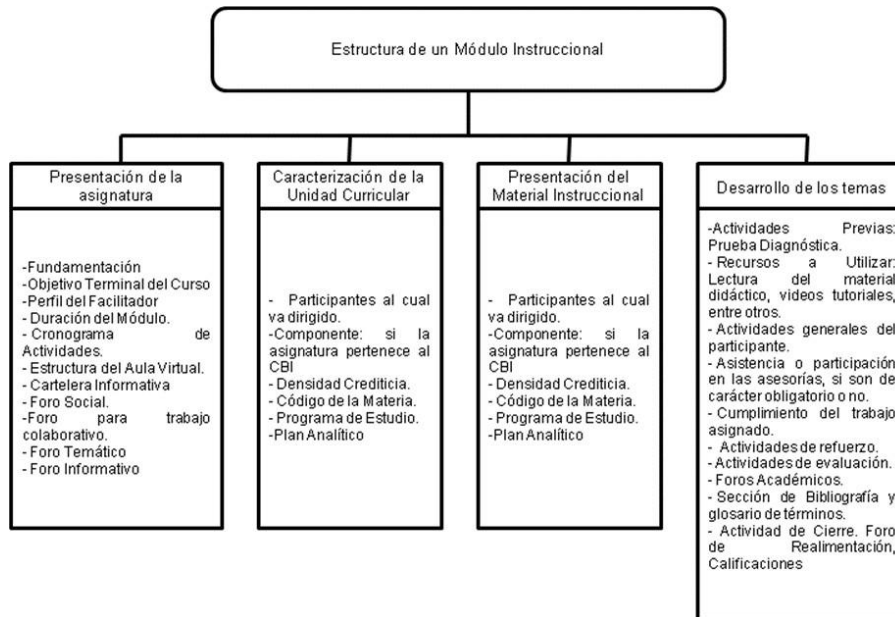 Estructura de un Módulo Instruccional
Presentación de la
asignatura
-Fundamentación
-Objetivo Terminal del Curso
-Perfil del Facilitador
- Duración del Módulo.
- Cronograma de
Actividades.
- Estructura del Aula Virtual.
- Cartelera Informativa
- Foro Social.
-Foro para trabajo
colaborativo.
- Foro Temático
- Foro Informativo
Caracterización de la
Unidad Curricular
- Participantes al cual
va dirigido.
-Componente: si la
asignatura pertenece al
CBI
- Densidad Crediticia.
- Código de la Materia.
- Programa de Estudio.
-Plan Analítico
Presentación del
Material Instruccional
- Participantes al cual
va dirigido.
-Componente: si la
asignatura pertenece al
CBI
- Densidad Crediticia.
- Código de la Materia.
- Programa de Estudio.
-Plan Analítico
Desarrollo de los temas
-Actividades Previas:
Prueba Diagnóstica.
- Recursos a Utilizar:
Lectura del material
didáctico, videos tutoriales,
entre otros.
- Actividades generales del
participante.
- Asistencia o participación
en las asesorías, si son de
carácter obligatorio o no.
- Cumplimiento del trabajo
asignado.
- Actividades de refuerzo.
- Actividades de evaluación.
- Foros Académicos.
- Sección de Bibliografía y
glosario de términos.
- Actividad de Cierre. Foro
de Realimentación,
Calificaciones